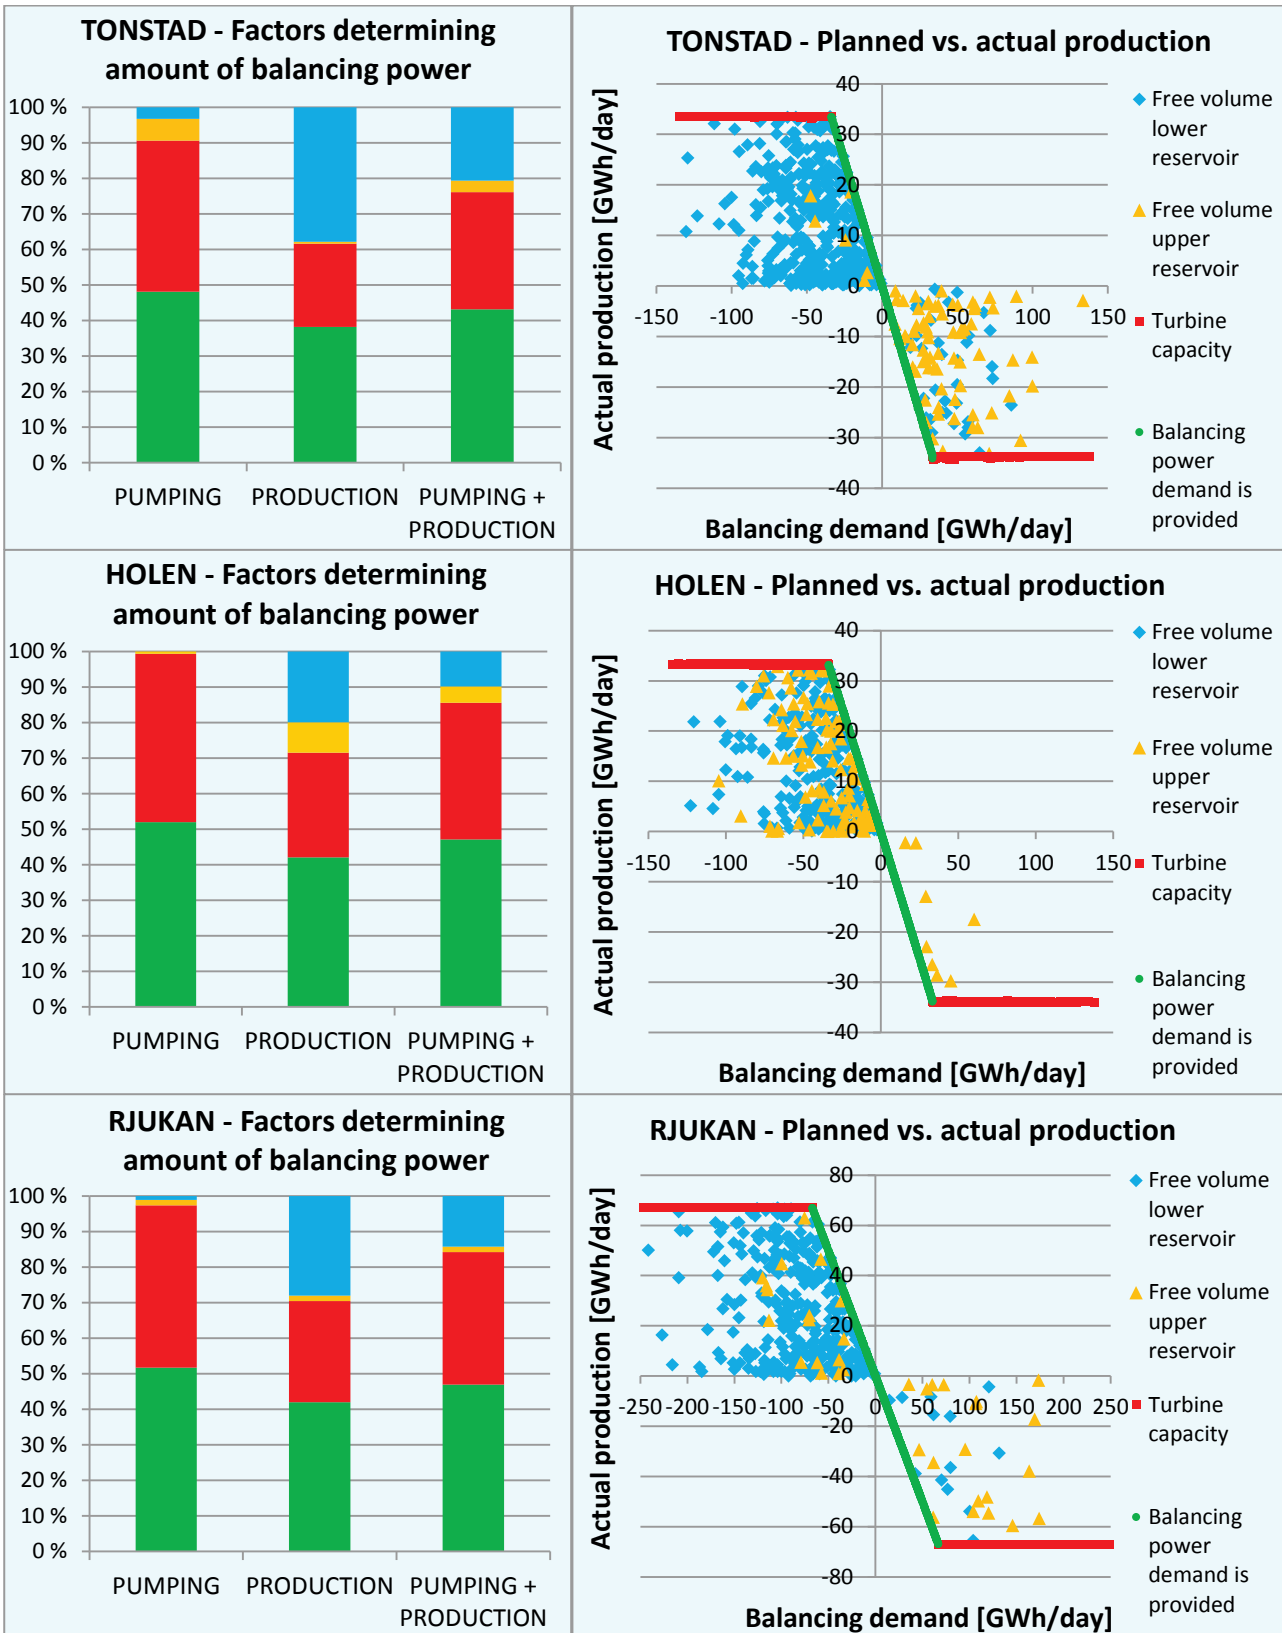 TONSTAD - Factors determining
amount of balancing power
100 %
90 %
80 %
70 %
60 %
50 %
40 %
30 %
20 %
10 %
0 %
PUMPING
PRODUCTION
PUMPING +
PRODUCTION
TONSTAD - Planned vs. actual production
Actual production [GWh/day]
40
30
20
10
0
-10
-20
-30
-40
-150
-100
-50
0
50
100
150
Balancing demand [GWh/day]
Free volume
lower
reservoir
Free volume
upper
reservoir
Turbine
capacity
Balancing
power
demand is
provided
HOLEN - Factors determining
amount of balancing power
100 %
90 %
80 %
70 %
60 %
50 %
40 %
30 %
20 %
10 %
0 %
PUMPING
PRODUCTION
PUMPING +
PRODUCTION
HOLEN - Planned vs. actual production
Actual production [GWh/day]
40
30
20
10
0
-10
-20
-30
-40
-150
-100
-50
0
50
100
150
Balancing demand [GWh/day]
Free volume
lower
reservoir
Free volume
upper
reservoir
Turbine
capacity
Balancing
power
demand is
provided
RJUKAN - Factors determining
amount of balancing power
100 %
90 %
80 %
70 %
60 %
50 %
40 %
30 %
20 %
10 %
0 %
PUMPING
PRODUCTION
PUMPING +
PRODUCTION
RJUKAN - Planned vs. actual production
Actual production [GWh/day]
80
60
40
20
0
-20
-40
-60
-80
-250
-200
-150
-100
-50
0
50
100
150
200
250
Balancing demand [GWh/day]
Free volume
lower
reservoir
Free volume
upper
reservoir
Turbine
capacity
Balancing
power
demand is
provided